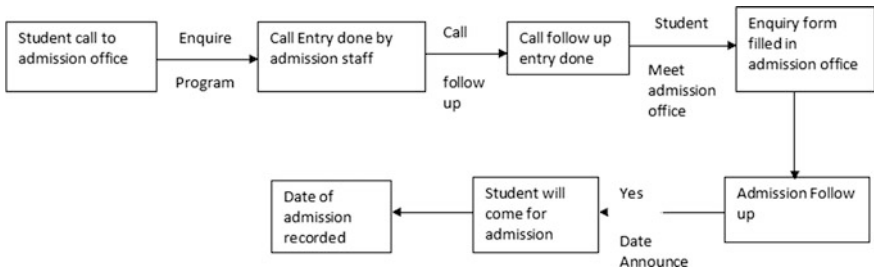 Student call to
admission office
Enquire
Program
Call Entry done by
admission staff
Call
follow
up
Call follow up
entry done
Student
Meet
admission
office
Enquiry form
filled in
admission office
Admission Follow
up
Yes
Date
Announce
Student will
come for
admission
Date of
admission
recorded